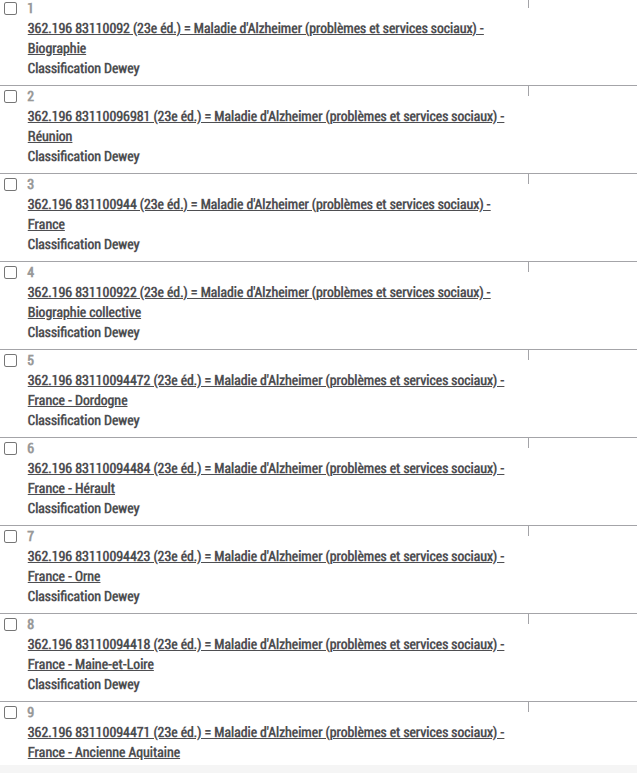 1
362.196 83110092 (23e éd.) = Maladie d'Alzheimer (problèmes et services sociaux) -
Biographie
Classification Dewey
2
362.196 83110096981 (23e éd.) = Maladie d'Alzheimer (problèmes et services sociaux) -
Réunion
Classification Dewey
3
362.196 831100944 (23e éd.) = Maladie d'Alzheimer (problèmes et services sociaux) -
France
Classification Dewey
4
362.196 831100922 (23e éd.) = Maladie d'Alzheimer (problèmes et services sociaux) -
Biographie collective
Classification Dewey
5
362.196 83110094472 (23e éd.) = Maladie d'Alzheimer (problèmes et services sociaux) -
France - Dordogne
Classification Dewey
6
362.196 83110094484 (23e éd.) = Maladie d'Alzheimer (problèmes et services sociaux) -
France - Hérault
Classification Dewey
7
362.196 83110094423 (23e éd.) = Maladie d'Alzheimer (problèmes et services sociaux) -
France - Orne
Classification Dewey
8
362.196 83110094418 (23e éd.) = Maladie d'Alzheimer (problèmes et services sociaux) -
France - Maine-et-Loire
Classification Dewey
9
362.196 83110094471 (23e éd.) = Maladie d'Alzheimer (problèmes et services sociaux) -
France - Ancienne Aquitaine